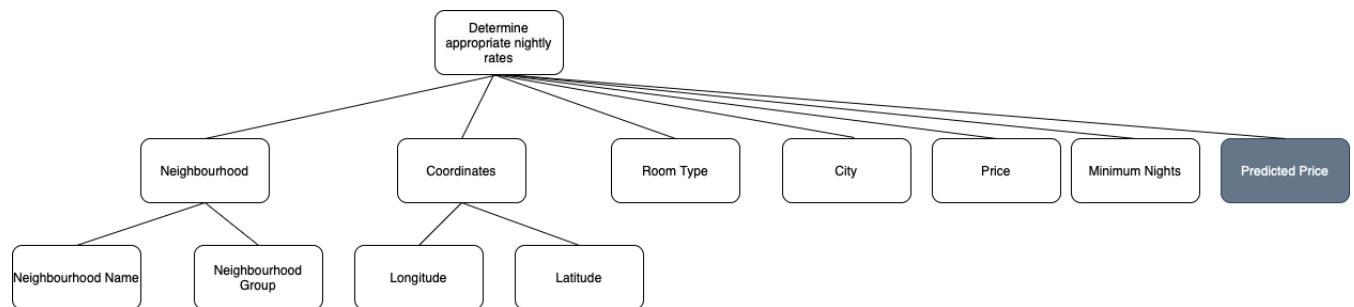 Determine
appropriate nightly
rates
Neighbourhood
Coordinates
Room Type
City
Price
Minimum Nights
Predicted Price
Neighbourhood Name
Neighbourhood
Group
Longitude
Latitude